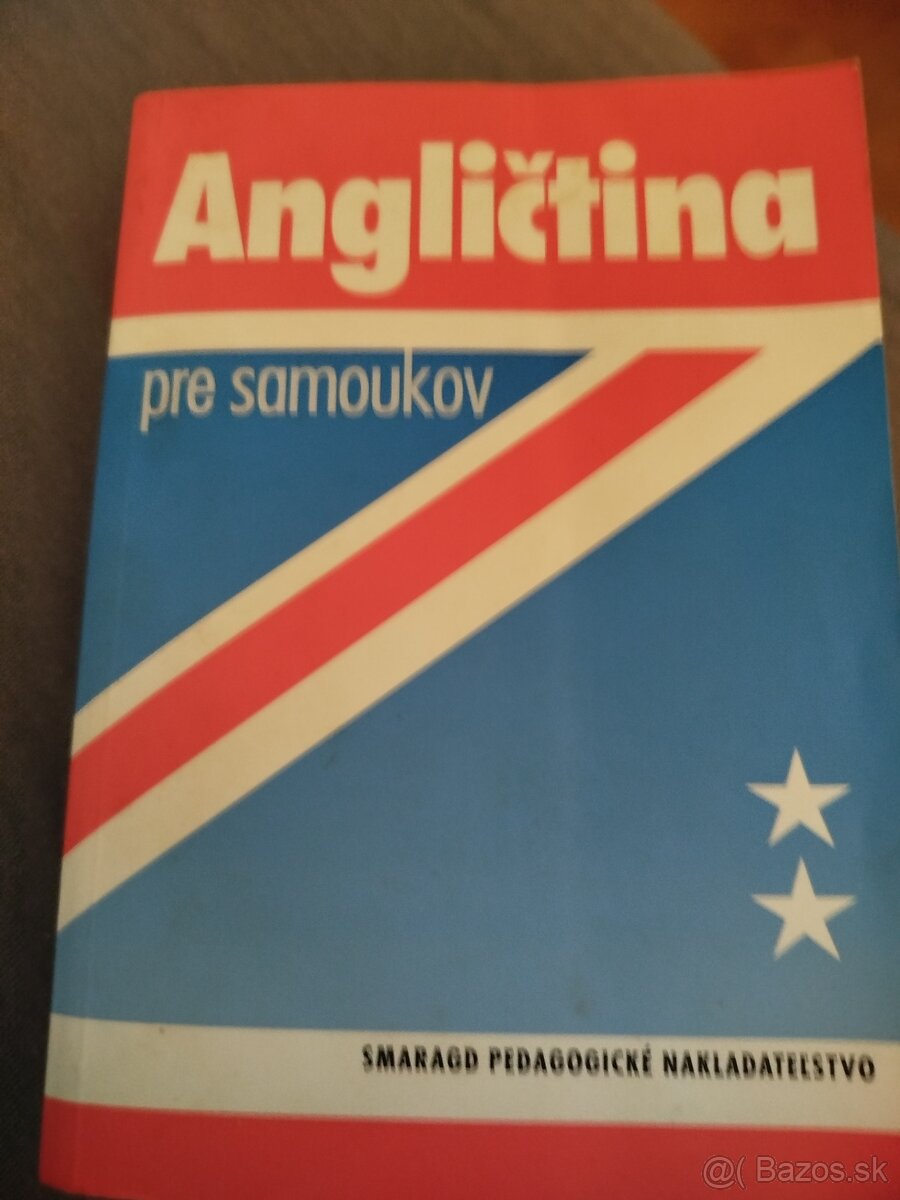 Angličtina
pre samoukov
SMARAGD PEDAGOGICKÉ NAKLADATEĽSTVO
@( Bazos.sk